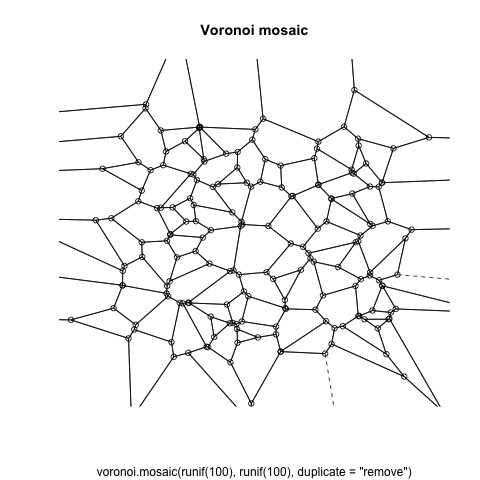 Voronoi mosaic
voronoi.mosaic(runif(100), runif(100), duplicate = "remove")